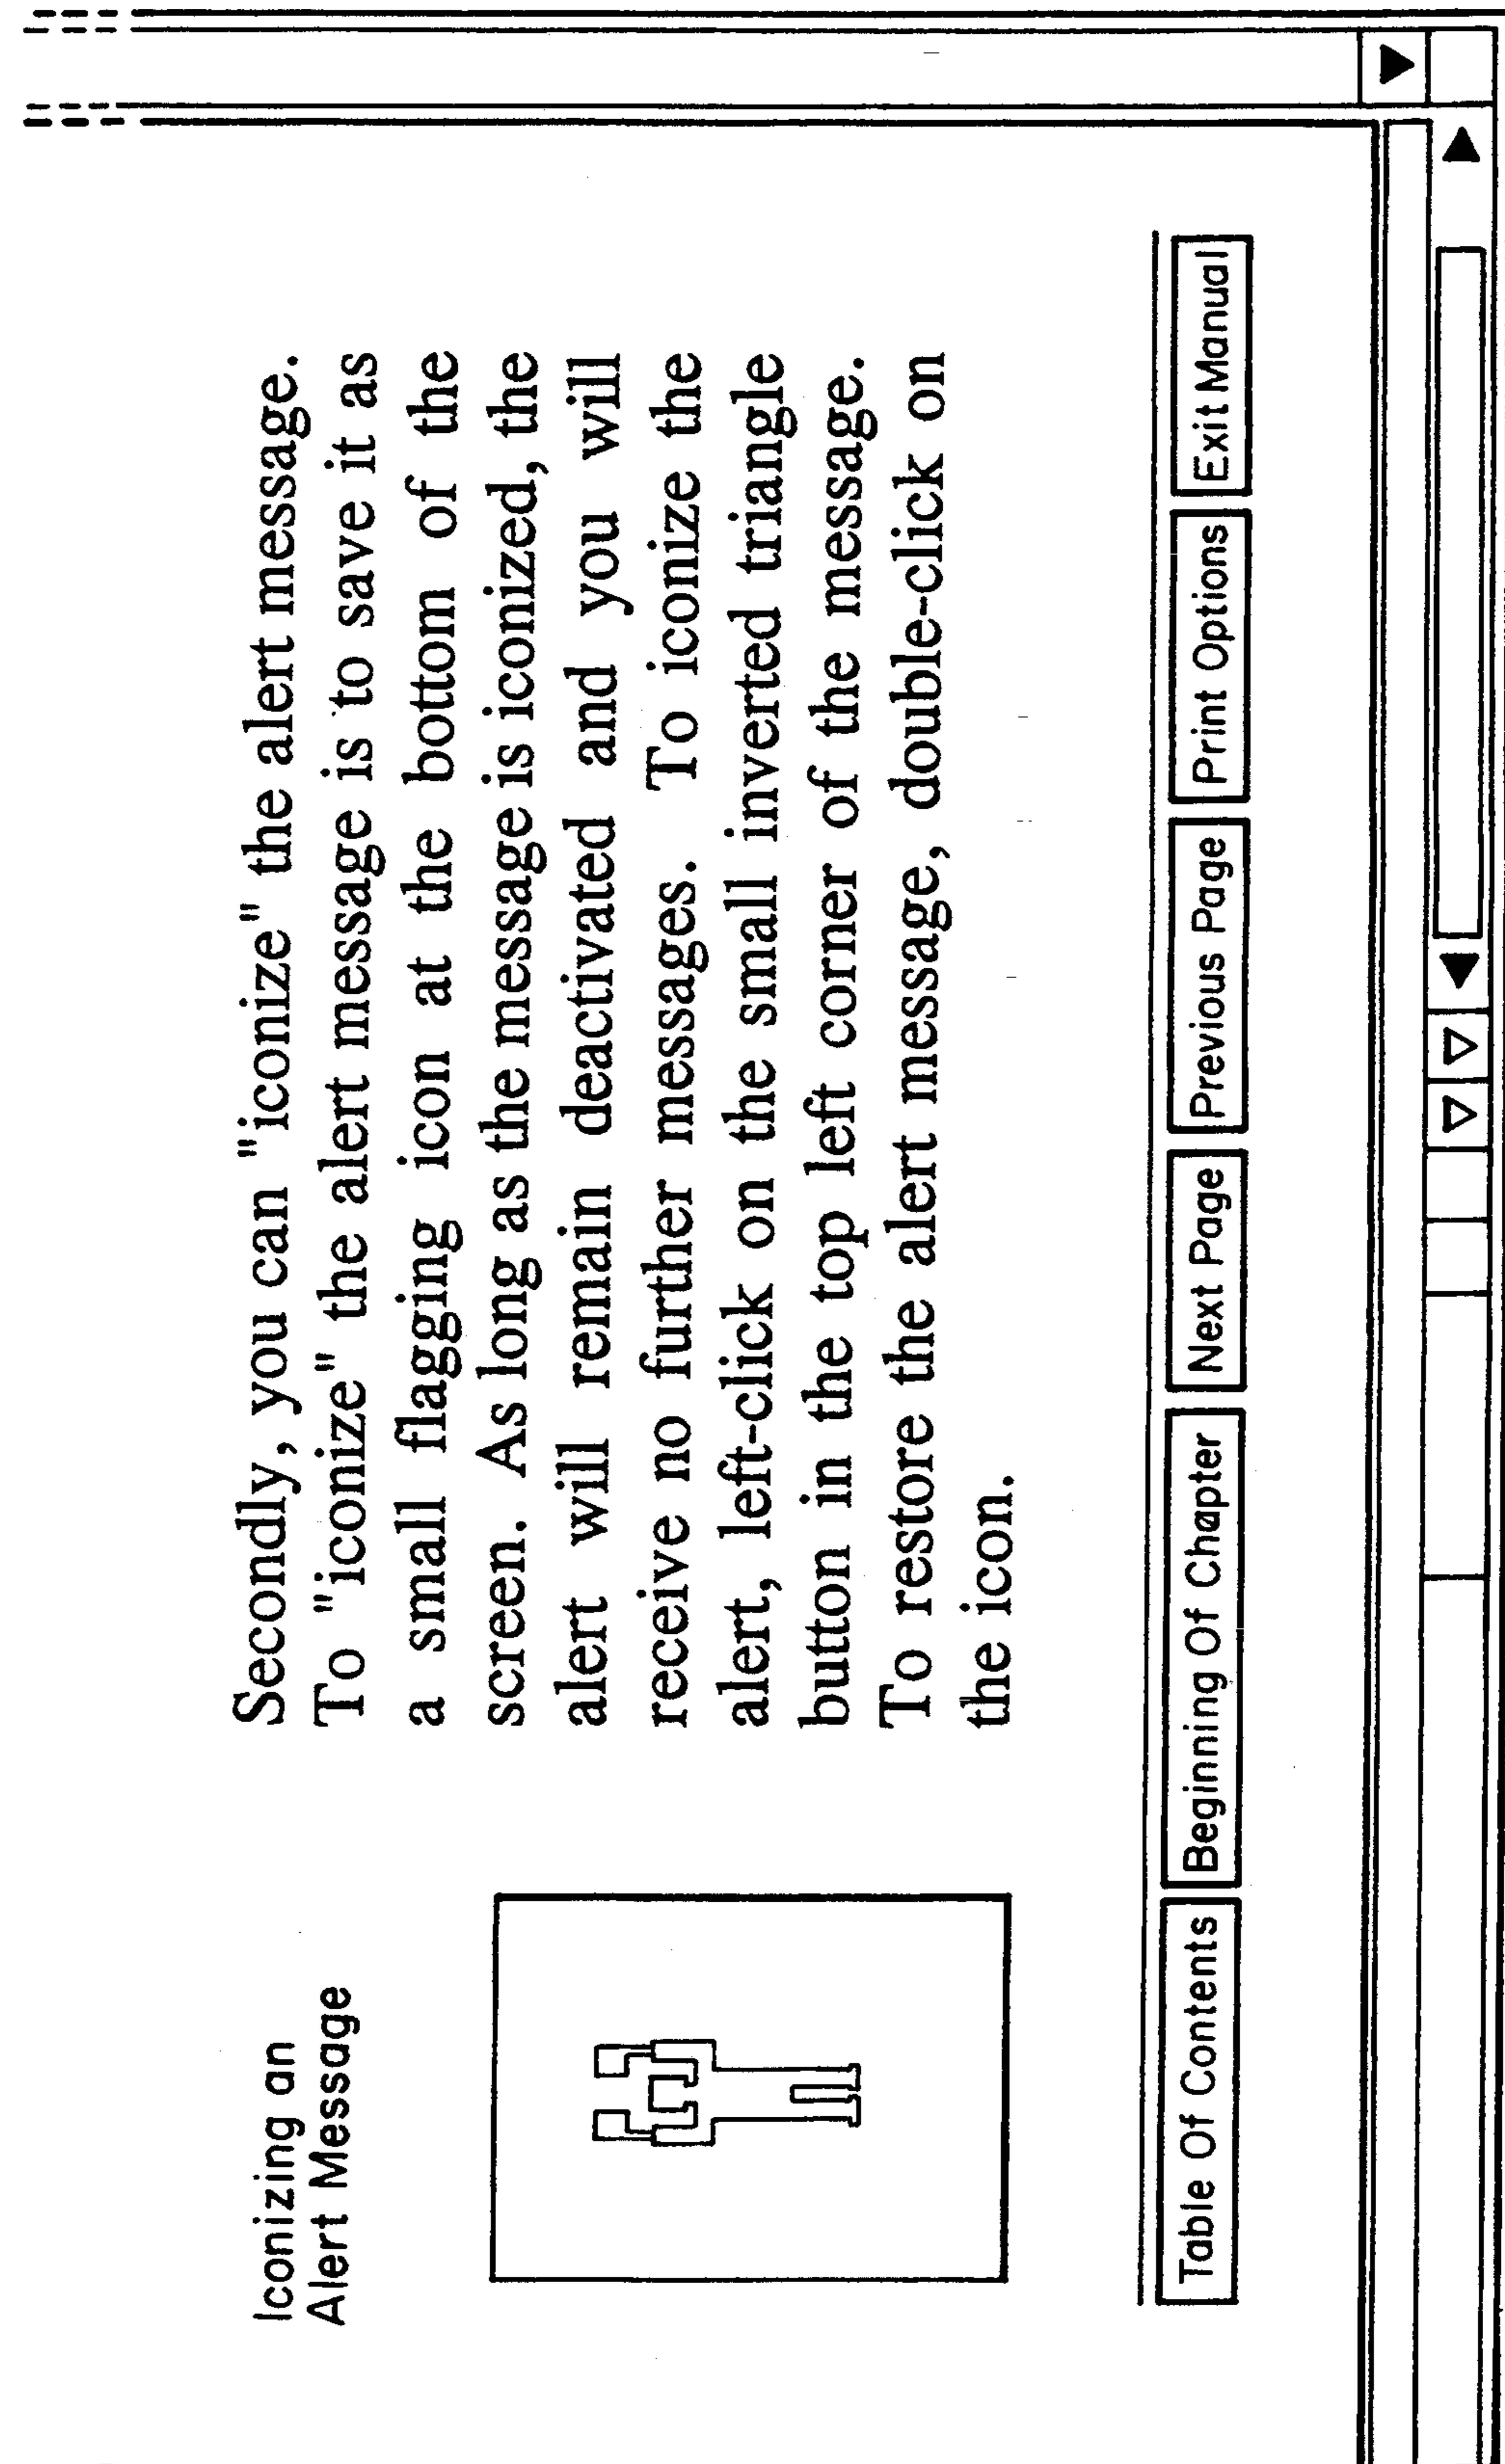 Iconizing an
Alert Message
Secondly, you can "iconize" the alert message.
To "iconize" the alert message is to save it as
a small flagging icon at the bottom of the
screen. As long as the message is iconized, the
alert will remain deactivated and you will
receive no further messages. To iconize the
alert, left-click on the small inverted triangle
button in the top left corner of the message.
To restore the alert message, double-click on
the icon.
Table Of Contents Beginning Of Chapter Next Page Previous Page Print Options Exit Manual